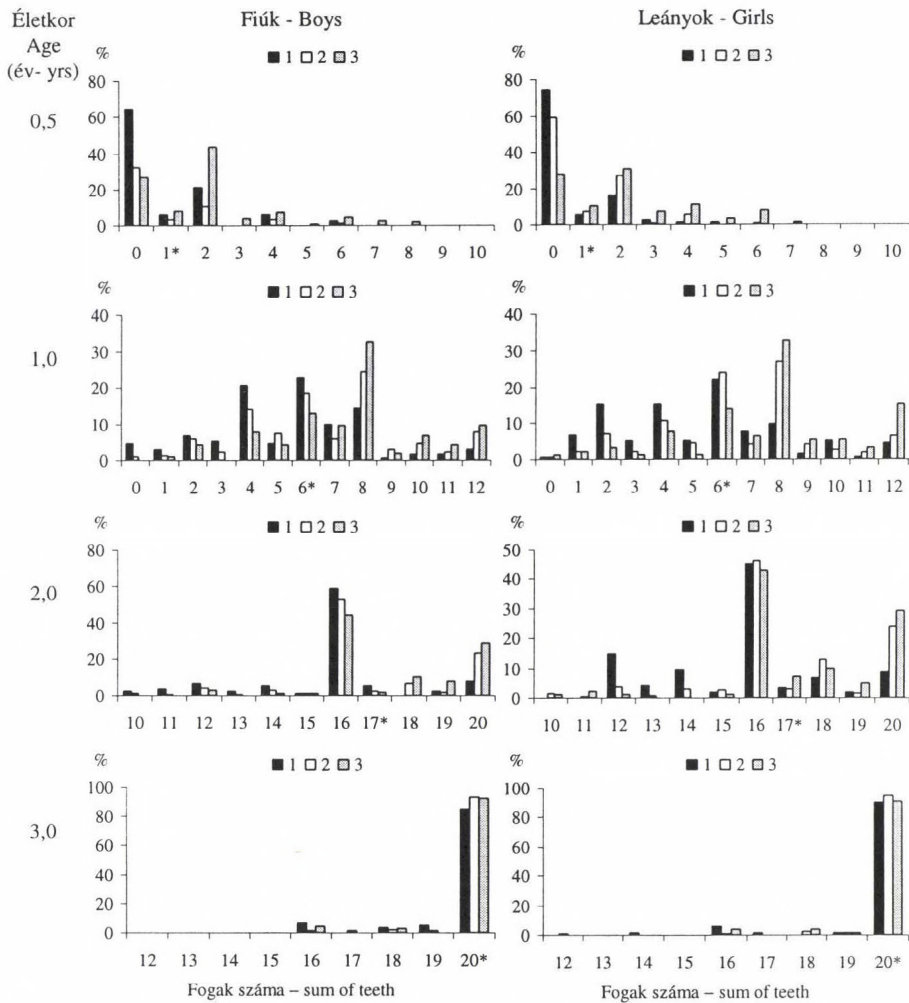 Életkor
Age
(év- yrs)
Fiúk - Boys
Leányok - Girls
0,5
%
■ 1 □ 2 ▨ 3
80
60
40
20
0
0 1* 2 3 4 5 6 7 8 9 10
%
■ 1 □ 2 ▨ 3
80
60
40
20
0
0 1* 2 3 4 5 6 7 8 9 10
1,0
%
■ 1 □ 2 ▨ 3
40
30
20
10
0
0 1 2 3 4 5 6* 7 8 9 10 11 12
%
■ 1 □ 2 ▨ 3
40
30
20
10
0
0 1 2 3 4 5 6* 7 8 9 10 11 12
2,0
%
■ 1 □ 2 ▨ 3
80
60
40
20
0
10 11 12 13 14 15 16 17* 18 19 20
%
■ 1 □ 2 ▨ 3
50
40
30
20
10
0
10 11 12 13 14 15 16 17* 18 19 20
3,0
%
■ 1 □ 2 ▨ 3
100
80
60
40
20
0
12 13 14 15 16 17 18 19 20*
Fogak száma – sum of teeth
%
■ 1 □ 2 ▨ 3
100
80
60
40
20
0
12 13 14 15 16 17 18 19 20*
Fogak száma – sum of teeth